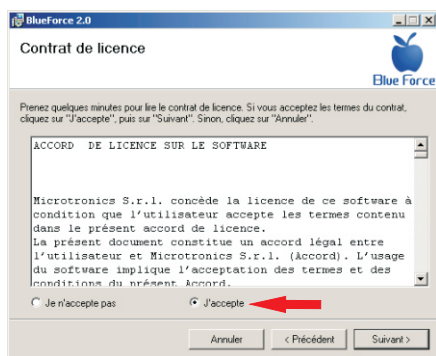 BlueForce 2.0
Contrat de licence
Blue Force
Prenez quelques minutes pour lire le contrat de licence. Si vous acceptez les termes du contrat,
cliquez sur "J'accepte", puis sur "Suivant". Sinon, cliquez sur "Annuler".
ACCORD DE LICENCE SUR LE SOFTWARE
Microtronics S.r.l. concède la licence de ce software à
condition que l'utilisateur accepte les termes contenu
dans le présent accord de licence.
La présent document constitue un accord légal entre
l'utilisateur et Microtronics S.r.l. (Accord). L'usage
du software implique l'acceptation des termes et des
conditions du présent Accord.
Je n'accepte pas
J'accepte
Annuler
< Précédent
Suivant >